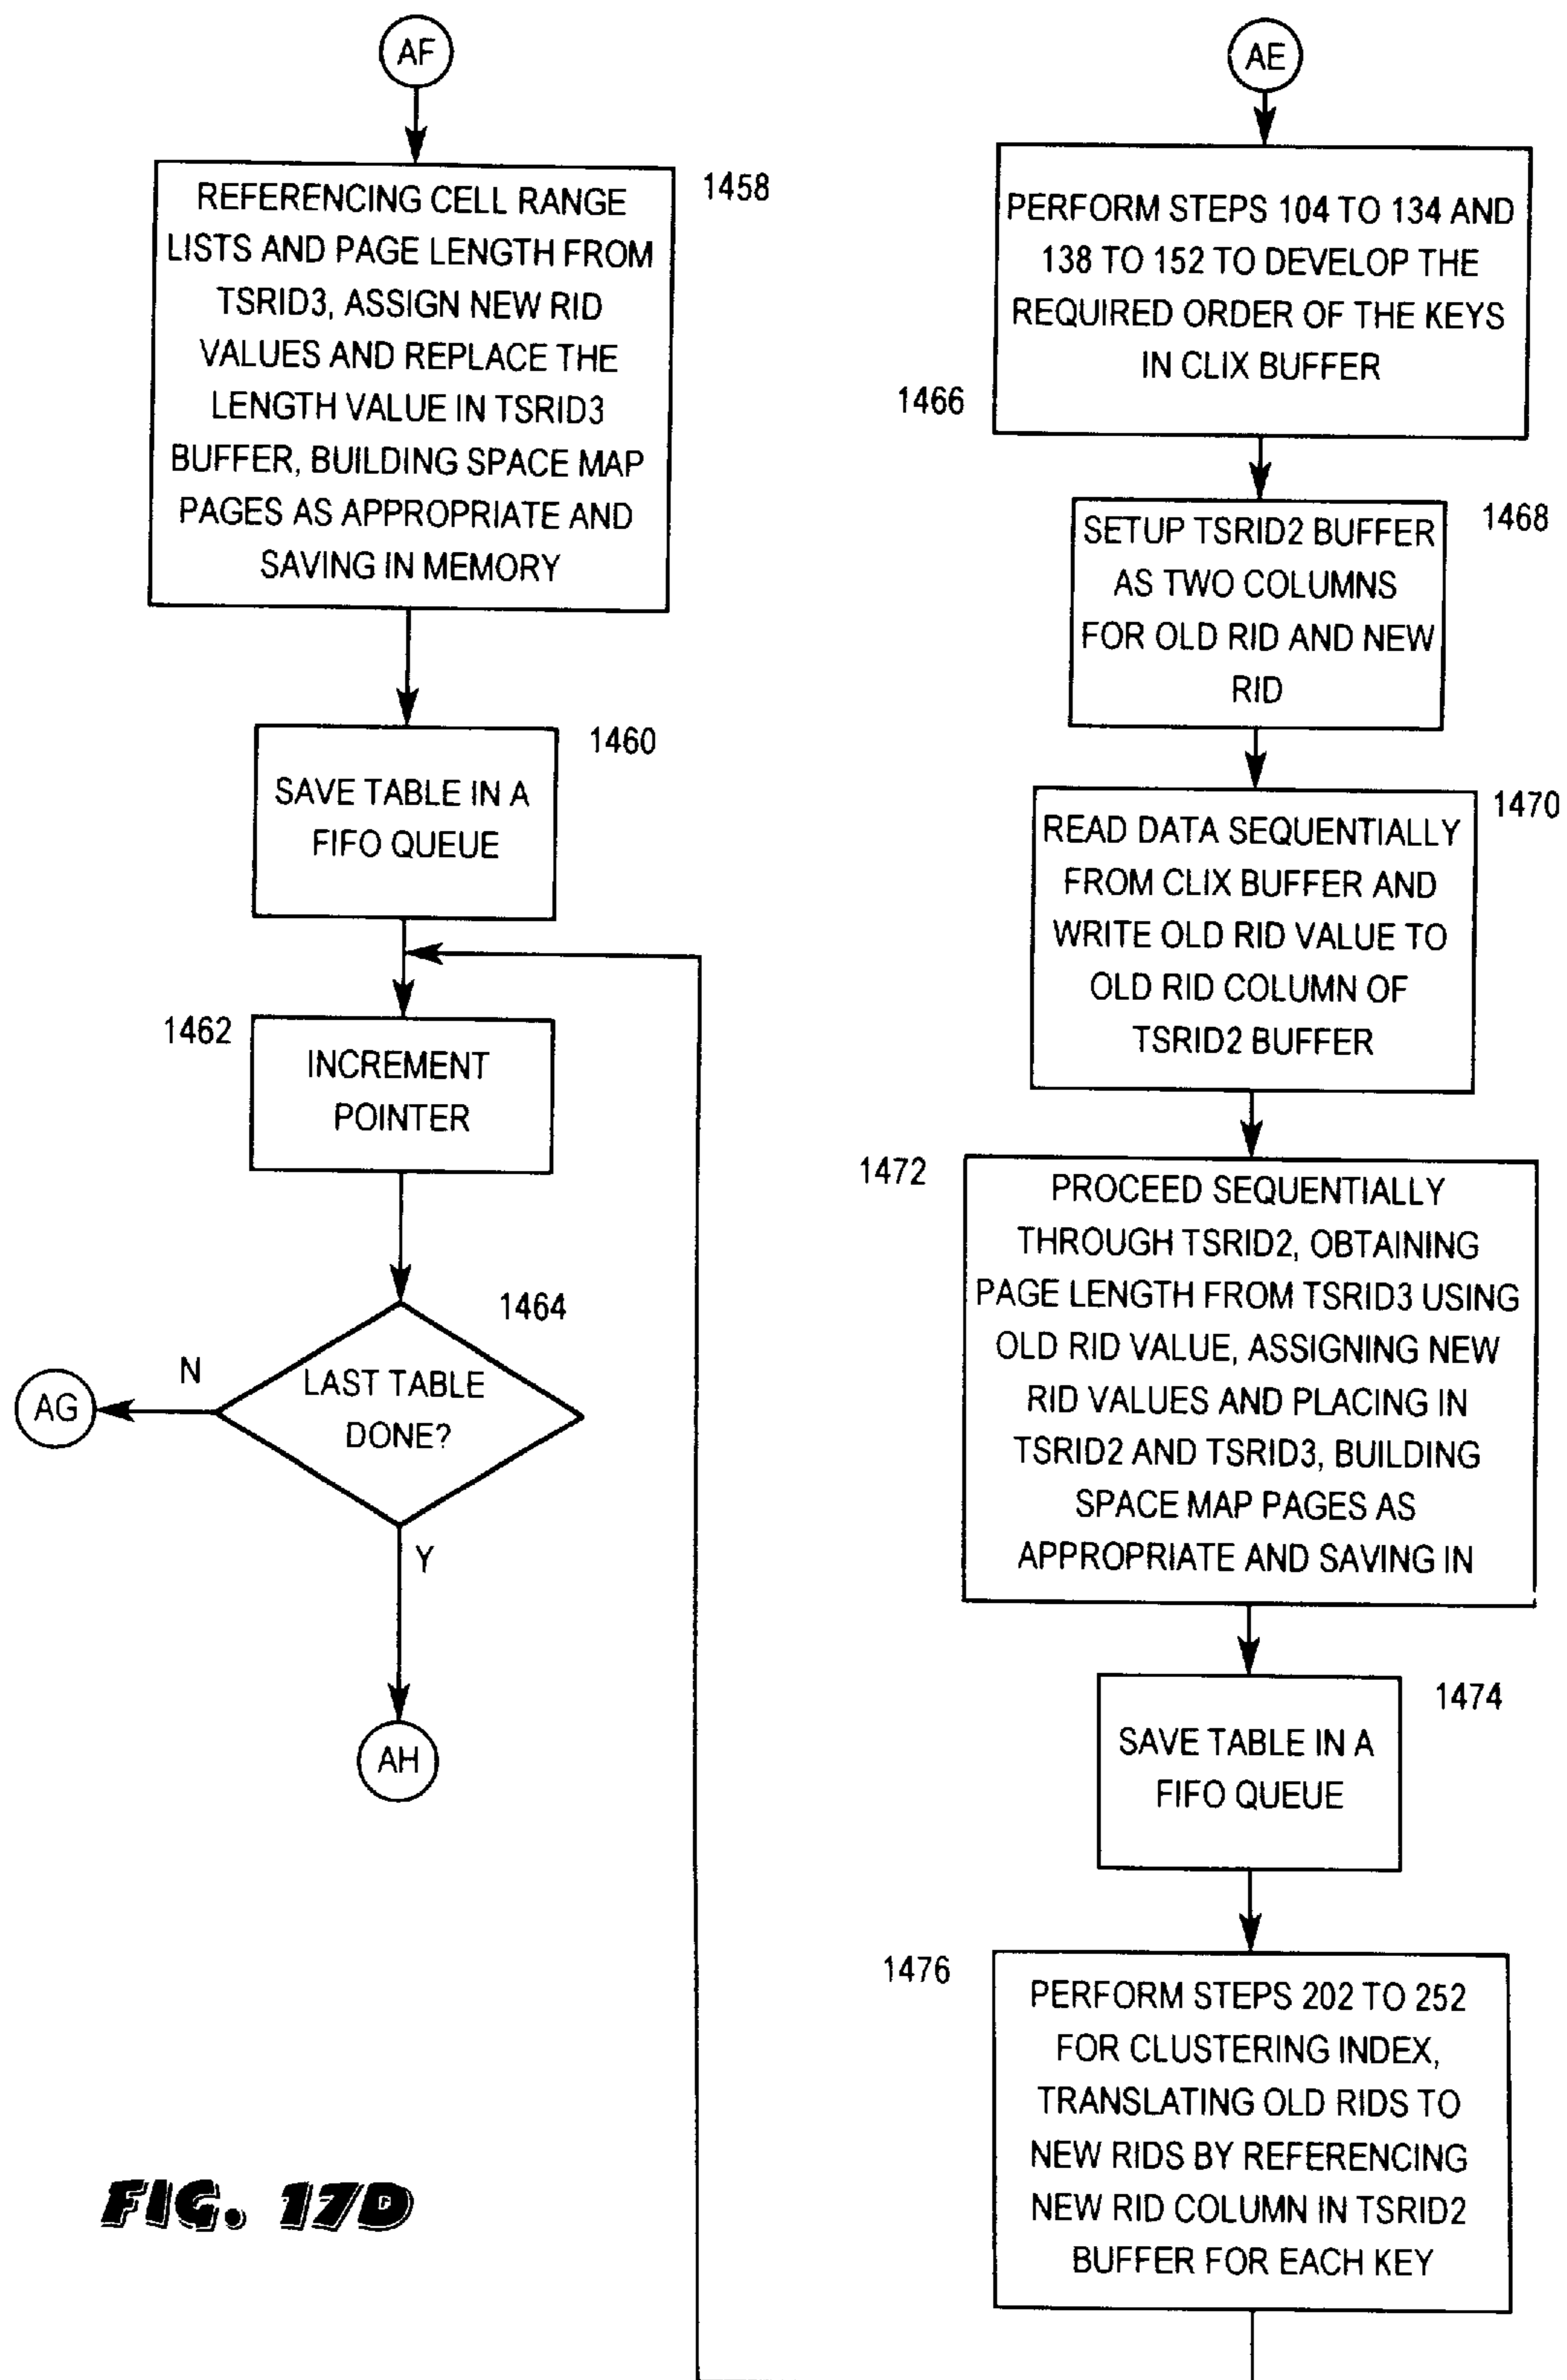 AF
REFERENCING CELL RANGE
LISTS AND PAGE LENGTH FROM
TSRID3, ASSIGN NEW RID
VALUES AND REPLACE THE
LENGTH VALUE IN TSRID3
BUFFER, BUILDING SPACE MAP
PAGES AS APPROPRIATE AND
SAVING IN MEMORY
1458
SAVE TABLE IN A
FIFO QUEUE
1460
1462
INCREMENT
POINTER
1464
LAST TABLE
DONE?
N
AG
Y
AH
AE
PERFORM STEPS 104 TO 134 AND
138 TO 152 TO DEVELOP THE
REQUIRED ORDER OF THE KEYS
IN CLIX BUFFER
1466
1468
SETUP TSRID2 BUFFER
AS TWO COLUMNS
FOR OLD RID AND NEW
RID
1470
READ DATA SEQUENTIALLY
FROM CLIX BUFFER AND
WRITE OLD RID VALUE TO
OLD RID COLUMN OF
TSRID2 BUFFER
1472
PROCEED SEQUENTIALLY
THROUGH TSRID2, OBTAINING
PAGE LENGTH FROM TSRID3 USING
OLD RID VALUE, ASSIGNING NEW
RID VALUES AND PLACING IN
TSRID2 AND TSRID3, BUILDING
SPACE MAP PAGES AS
APPROPRIATE AND SAVING IN
1474
SAVE TABLE IN A
FIFO QUEUE
1476
PERFORM STEPS 202 TO 252
FOR CLUSTERING INDEX,
TRANSLATING OLD RIDS TO
NEW RIDS BY REFERENCING
NEW RID COLUMN IN TSRID2
BUFFER FOR EACH KEY
FIG. 17D